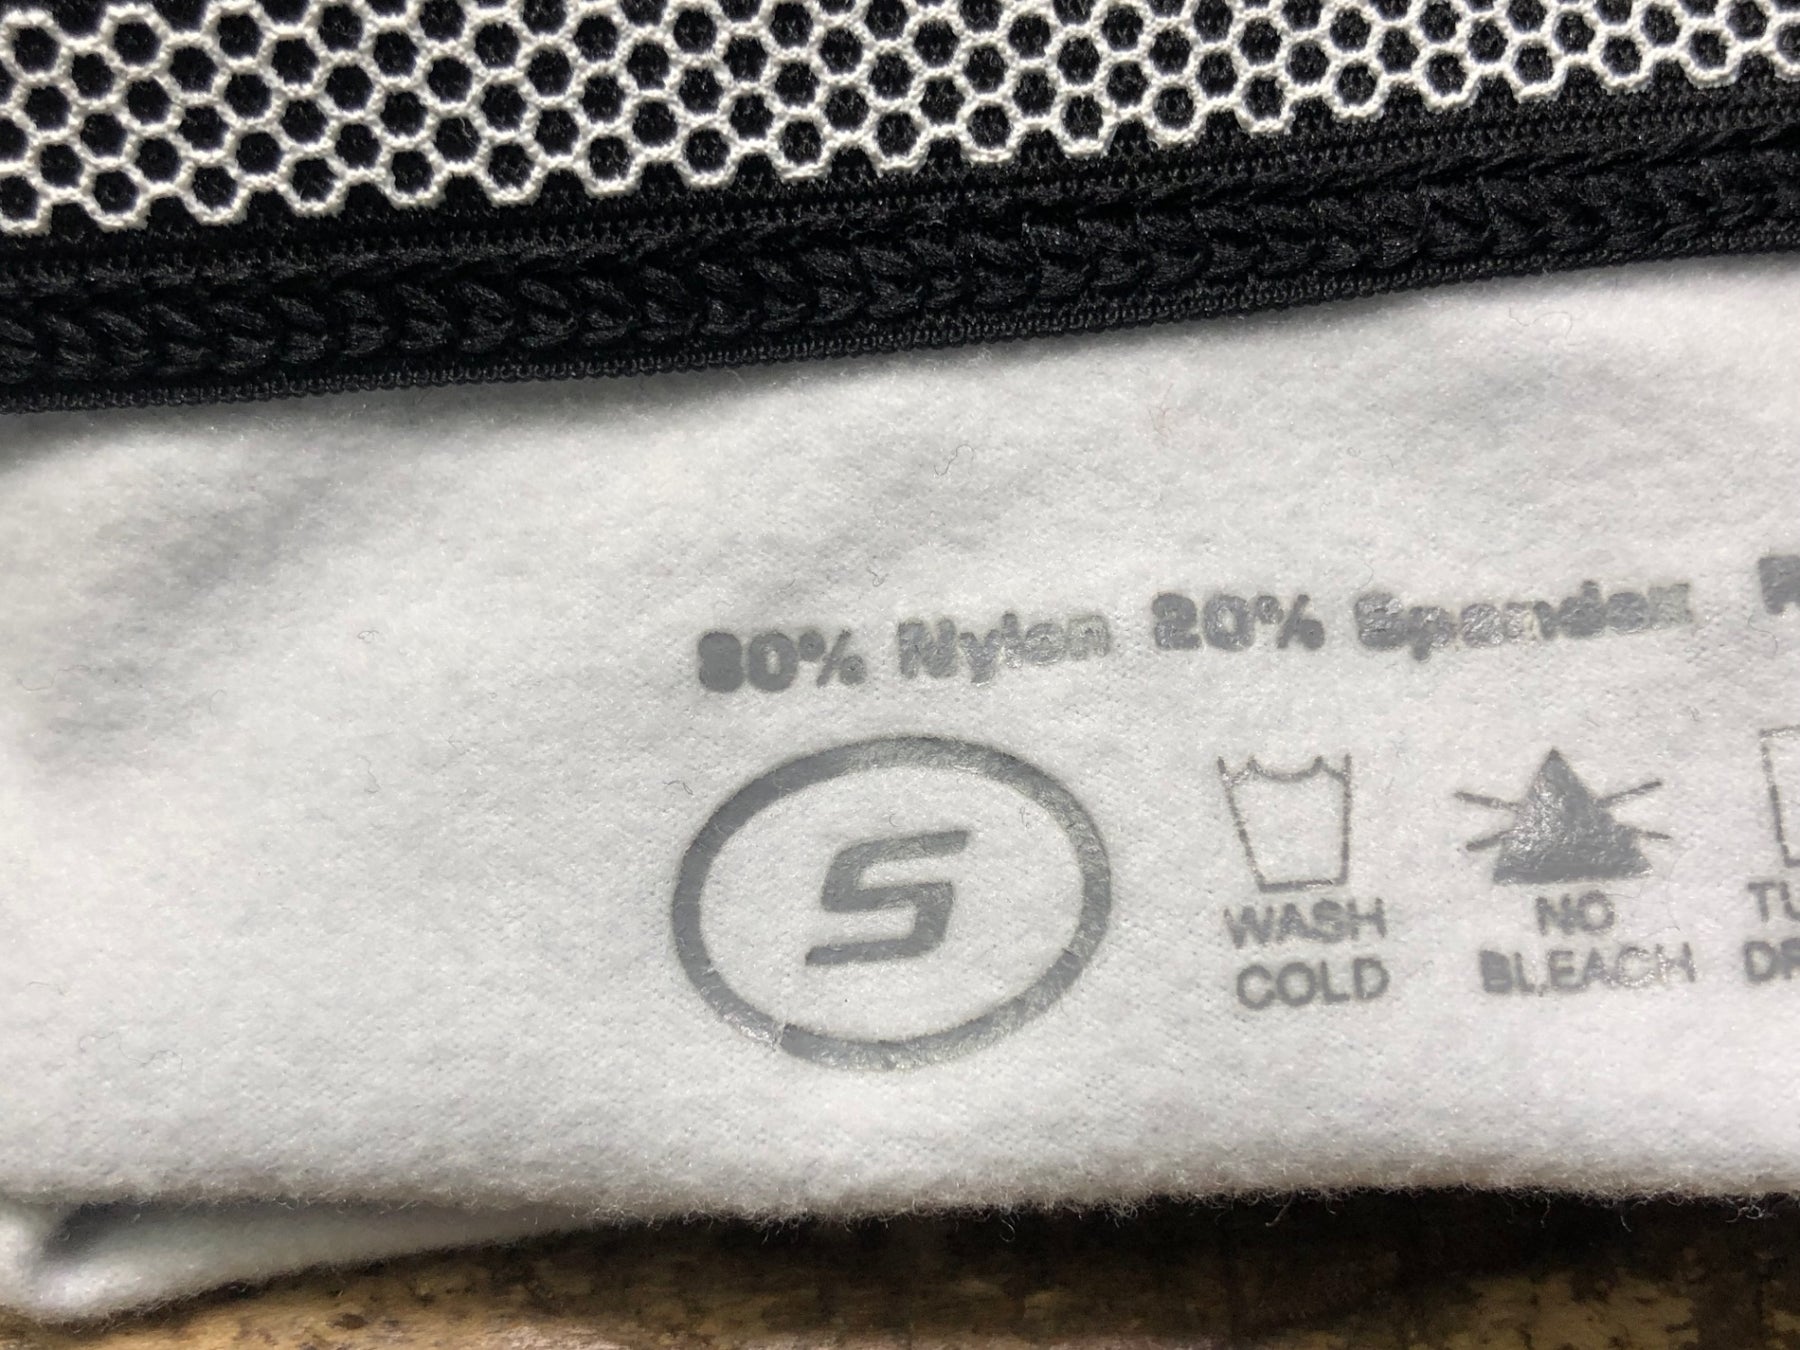 80% Nylon 20% Spandex
S
WASH
COLD
NO
BLEACH